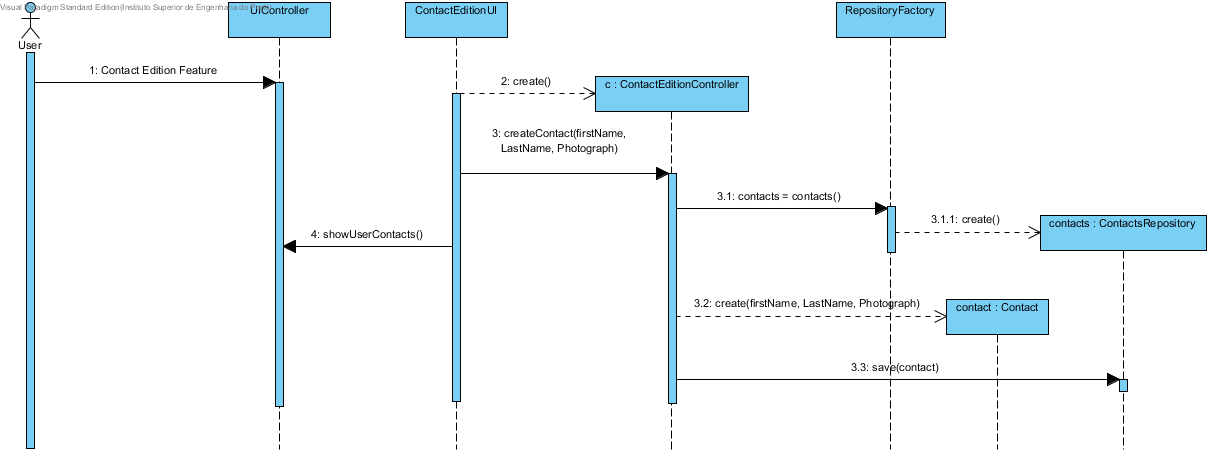 Visual Paradigm Standard Edition(Instituto Superior de Engenharia do
User
UIController
ContactEditionUI
RepositoryFactory
1: Contact Edition Feature
2: create()
c : ContactEditionController
3: createContact(firstName,
LastName, Photograph)
3.1: contacts = contacts()
3.1.1: create()
contacts : ContactsRepository
4: showUserContacts()
3.2: create(firstName, LastName, Photograph)
contact : Contact
3.3: save(contact)